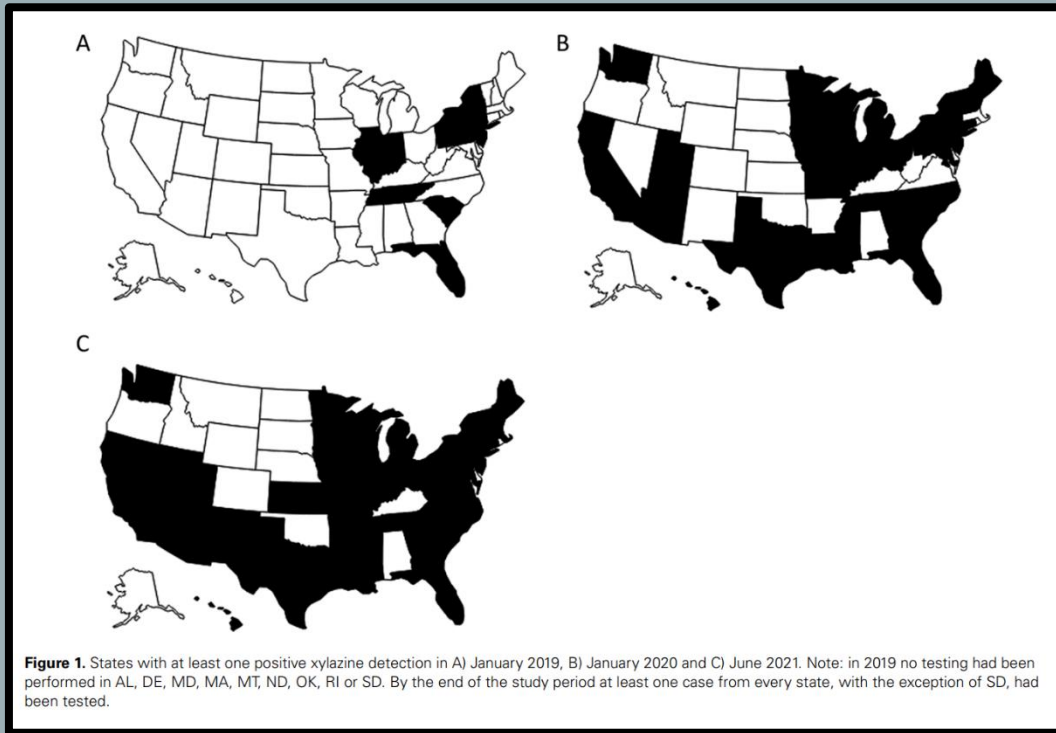 A
B
C
Figure 1. States with at least one positive xylazine detection in A) January 2019, B) January 2020 and C) June 2021. Note: in 2019 no testing had been
performed in AL, DE, MD, MA, MT, ND, OK, RI or SD. By the end of the study period at least one case from every state, with the exception of SD, had
been tested.